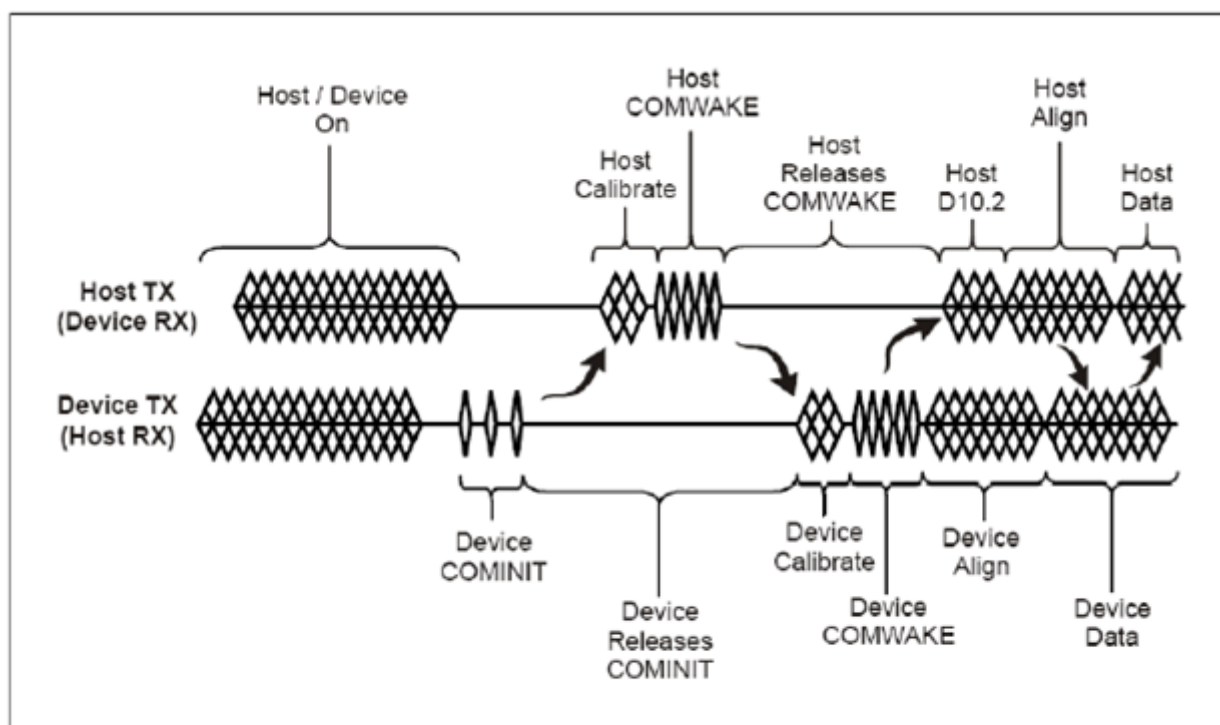 Host / Device
On
Host
COMWAKE
Host
Calibrate
Host
Releases
COMWAKE
Host
D10.2
Host
Align
Host
Data
Host TX
(Device RX)
Device TX
(Host RX)
Device
COMINIT
Device
Releases
COMINIT
Device
Calibrate
Device
COMWAKE
Device
Align
Device
Data